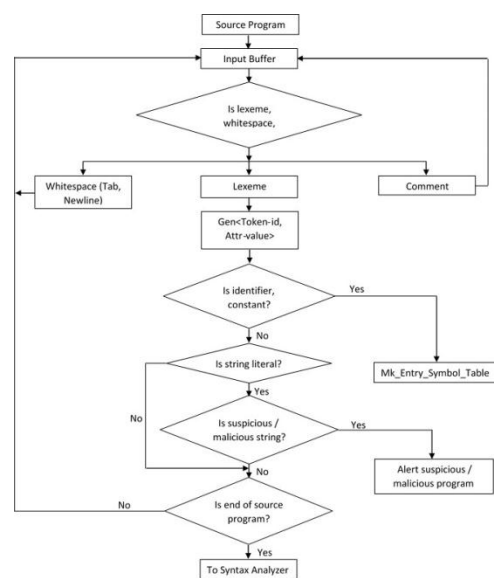 Source Program
Input Buffer
Is lexeme,
whitespace,
Whitespace (Tab,
Newline)
Lexeme
Comment
Gen<Token-id,
Attr-value>
Is identifier,
constant?
Yes
No
Mk_Entry_Symbol_Table
Is string literal?
No
Yes
Is suspicious /
malicious string?
Yes
Alert suspicious /
malicious program
No
No
Is end of source
program?
Yes
To Syntax Analyzer